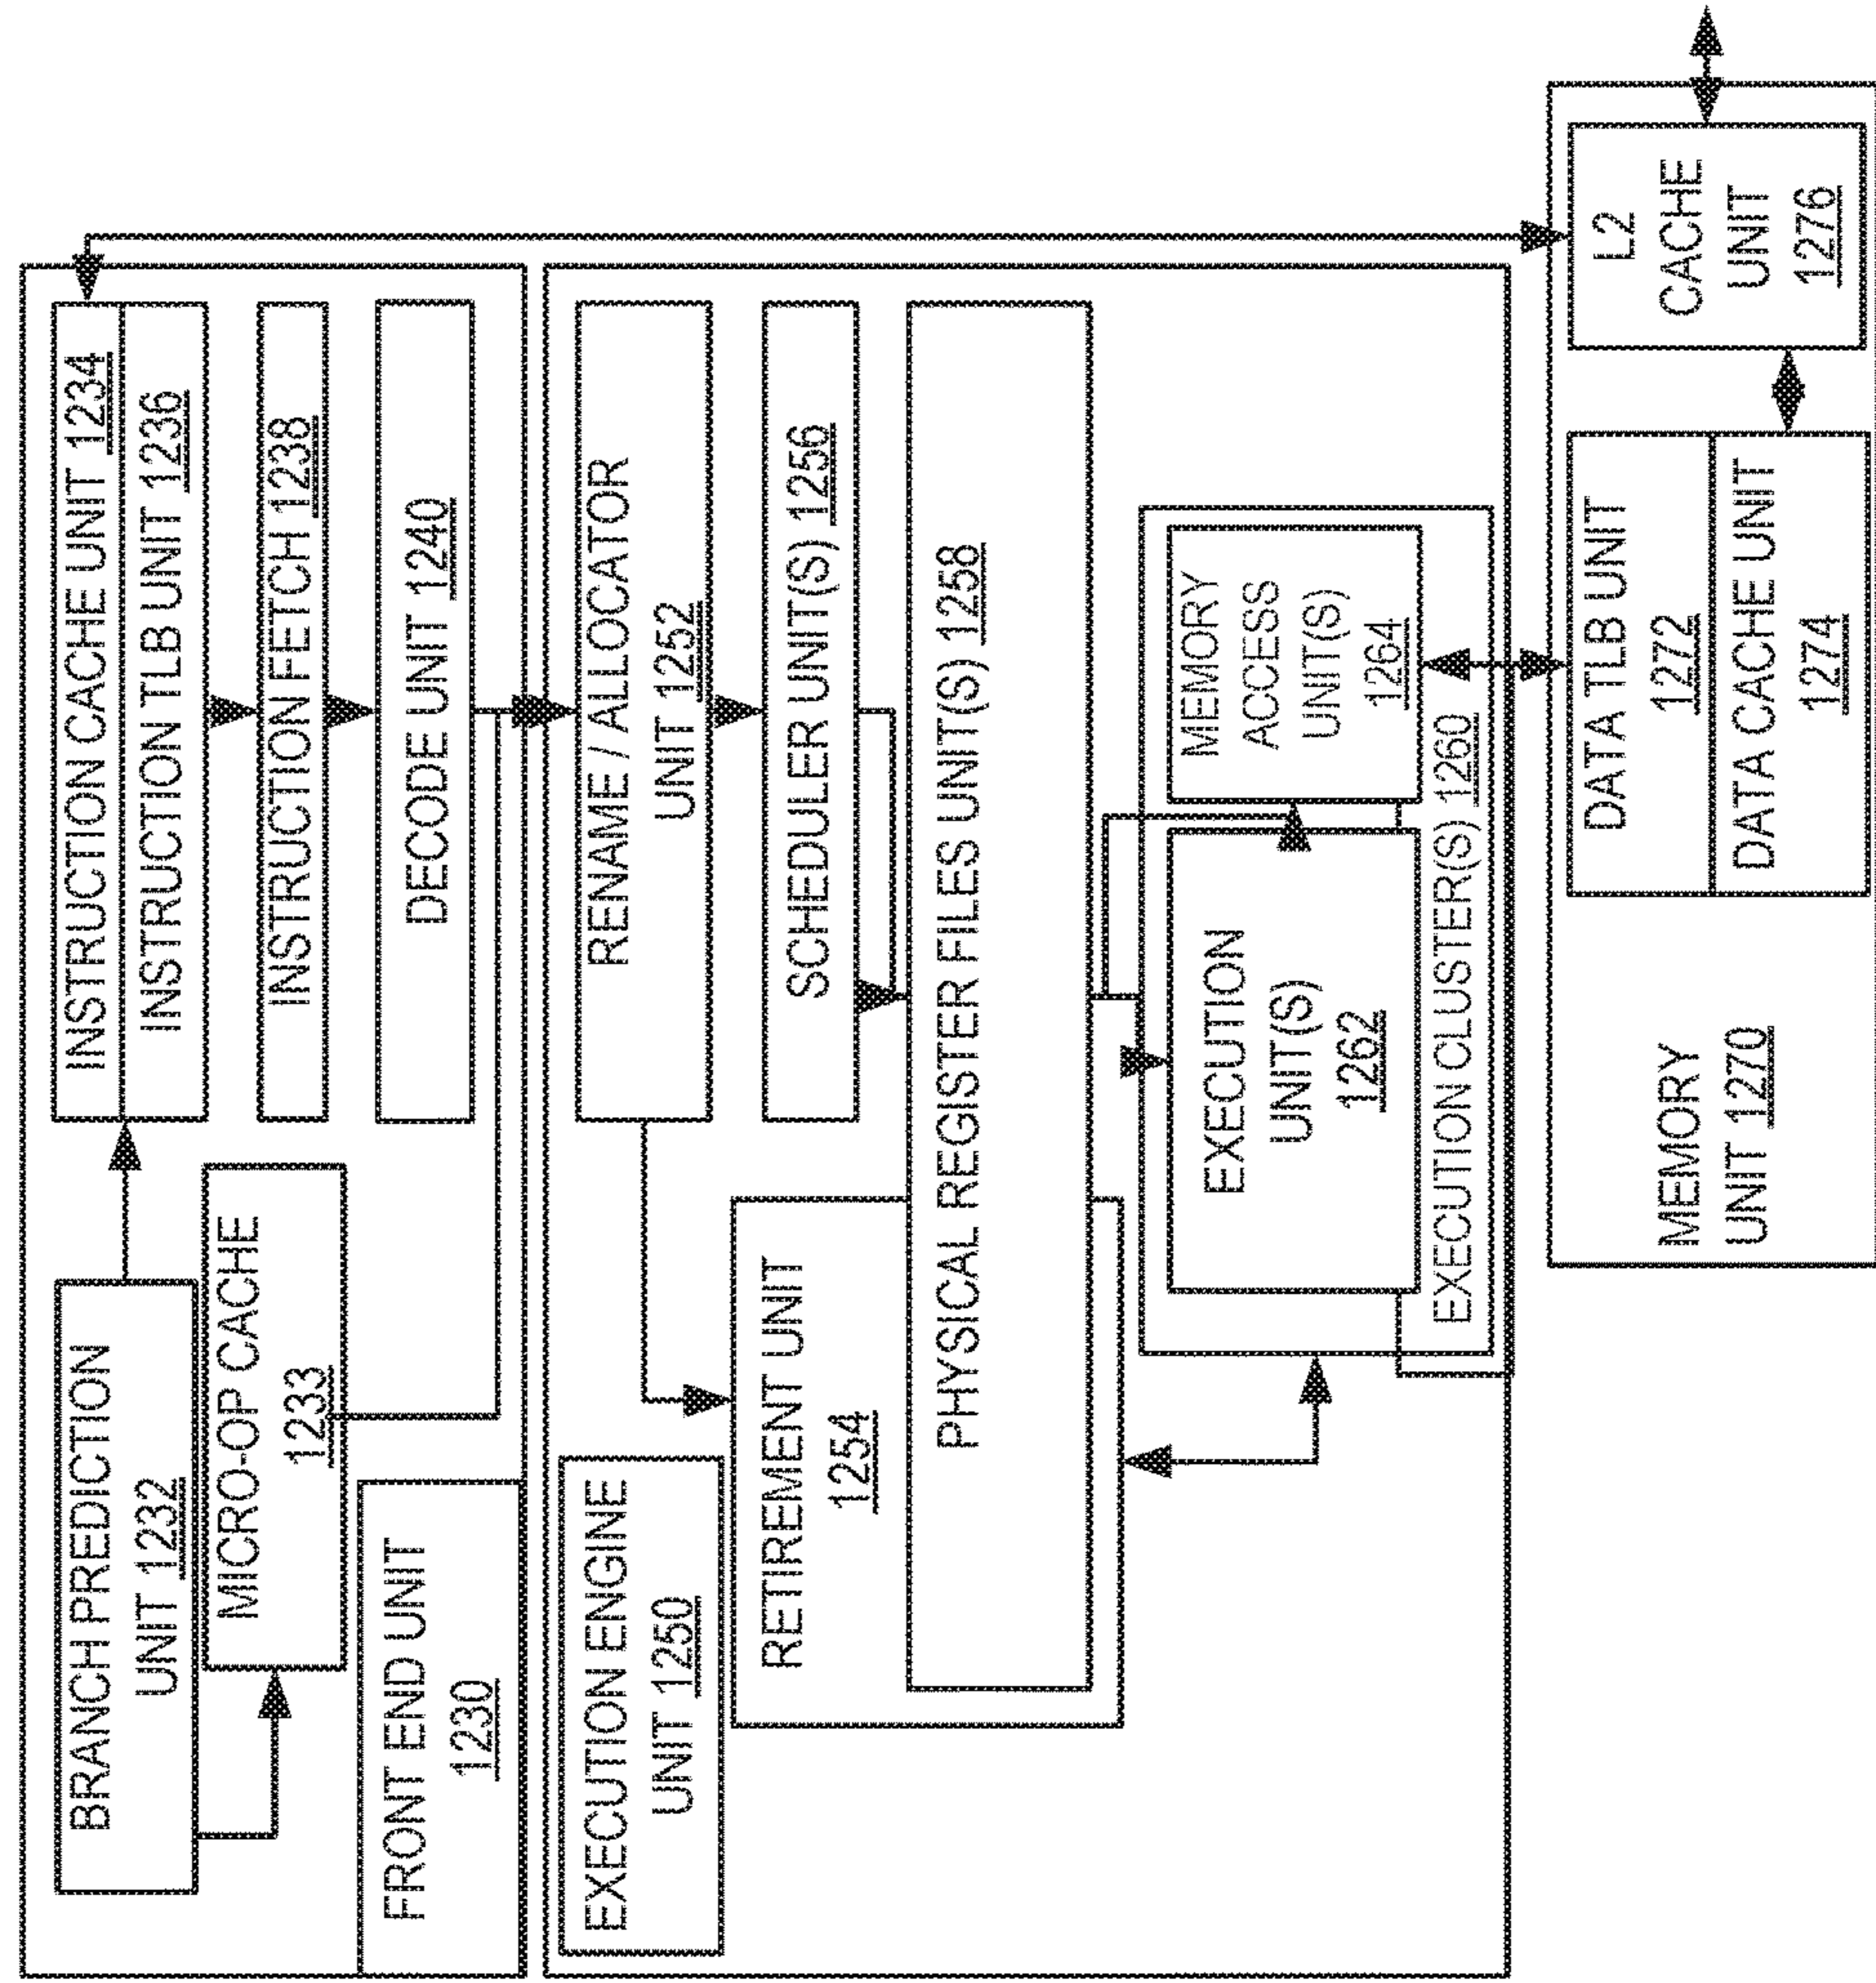 BRANCH PREDICTION
UNIT 1232
INSTRUCTION CACHE UNIT 1234
INSTRUCTION TLB UNIT 1236
MICRO-OP CACHE
1233
INSTRUCTION FETCH 1238
FRONT END UNIT
1230
DECODE UNIT 1240
EXECUTION ENGINE
UNIT 1250
RENAME / ALLOCATOR
UNIT 1252
RETIREMENT UNIT
1254
SCHEDULER UNIT(S) 1256
PHYSICAL REGISTER FILES UNIT(S) 1258
EXECUTION
UNIT(S)
1262
MEMORY
ACCESS
UNIT(S)
1264
EXECUTION CLUSTER(S) 1260
MEMORY
UNIT 1270
DATA TLB UNIT
1272
DATA CACHE UNIT
1274
L2
CACHE
UNIT
1276